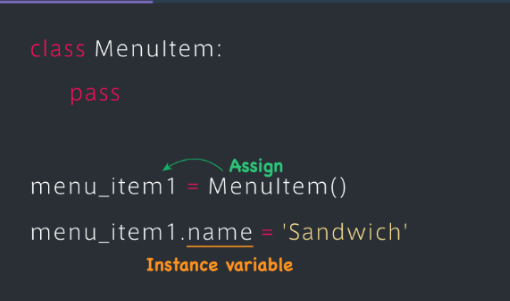 class MenuItem:
pass
Assign
menu_item1 = MenuItem()
menu_item1.name = 'Sandwich'
Instance variable